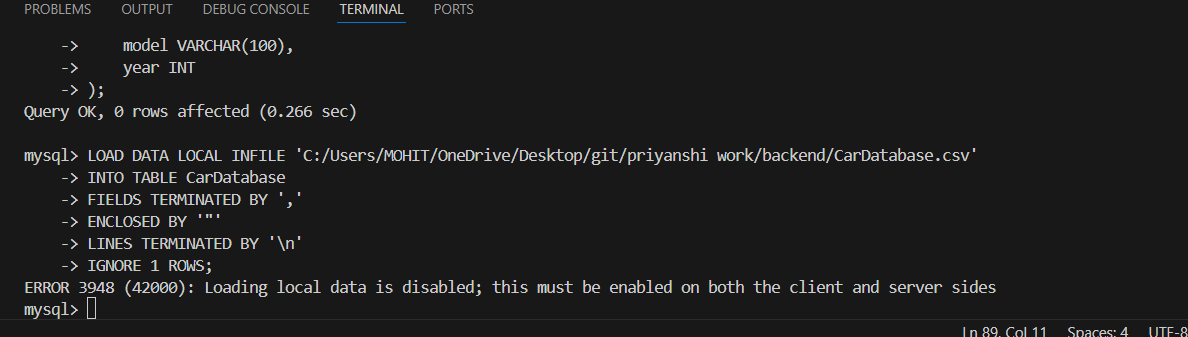 PROBLEMS OUTPUT DEBUG CONSOLE TERMINAL PORTS
-> model VARCHAR(100),
-> year INT
-> );
Query OK, 0 rows affected (0.266 sec)
mysql> LOAD DATA LOCAL INFILE 'C:/Users/MOHIT/OneDrive/Desktop/git/priyanshi work/backend/CarDatabase.csv'
-> INTO TABLE CarDatabase
-> FIELDS TERMINATED BY ','
-> ENCLOSED BY '"'
-> LINES TERMINATED BY '\n'
-> IGNORE 1 ROWS;
ERROR 3948 (42000): Loading local data is disabled; this must be enabled on both the client and server sides
mysql>
Ln 89, Col 11 Spaces: 4 UTF-8